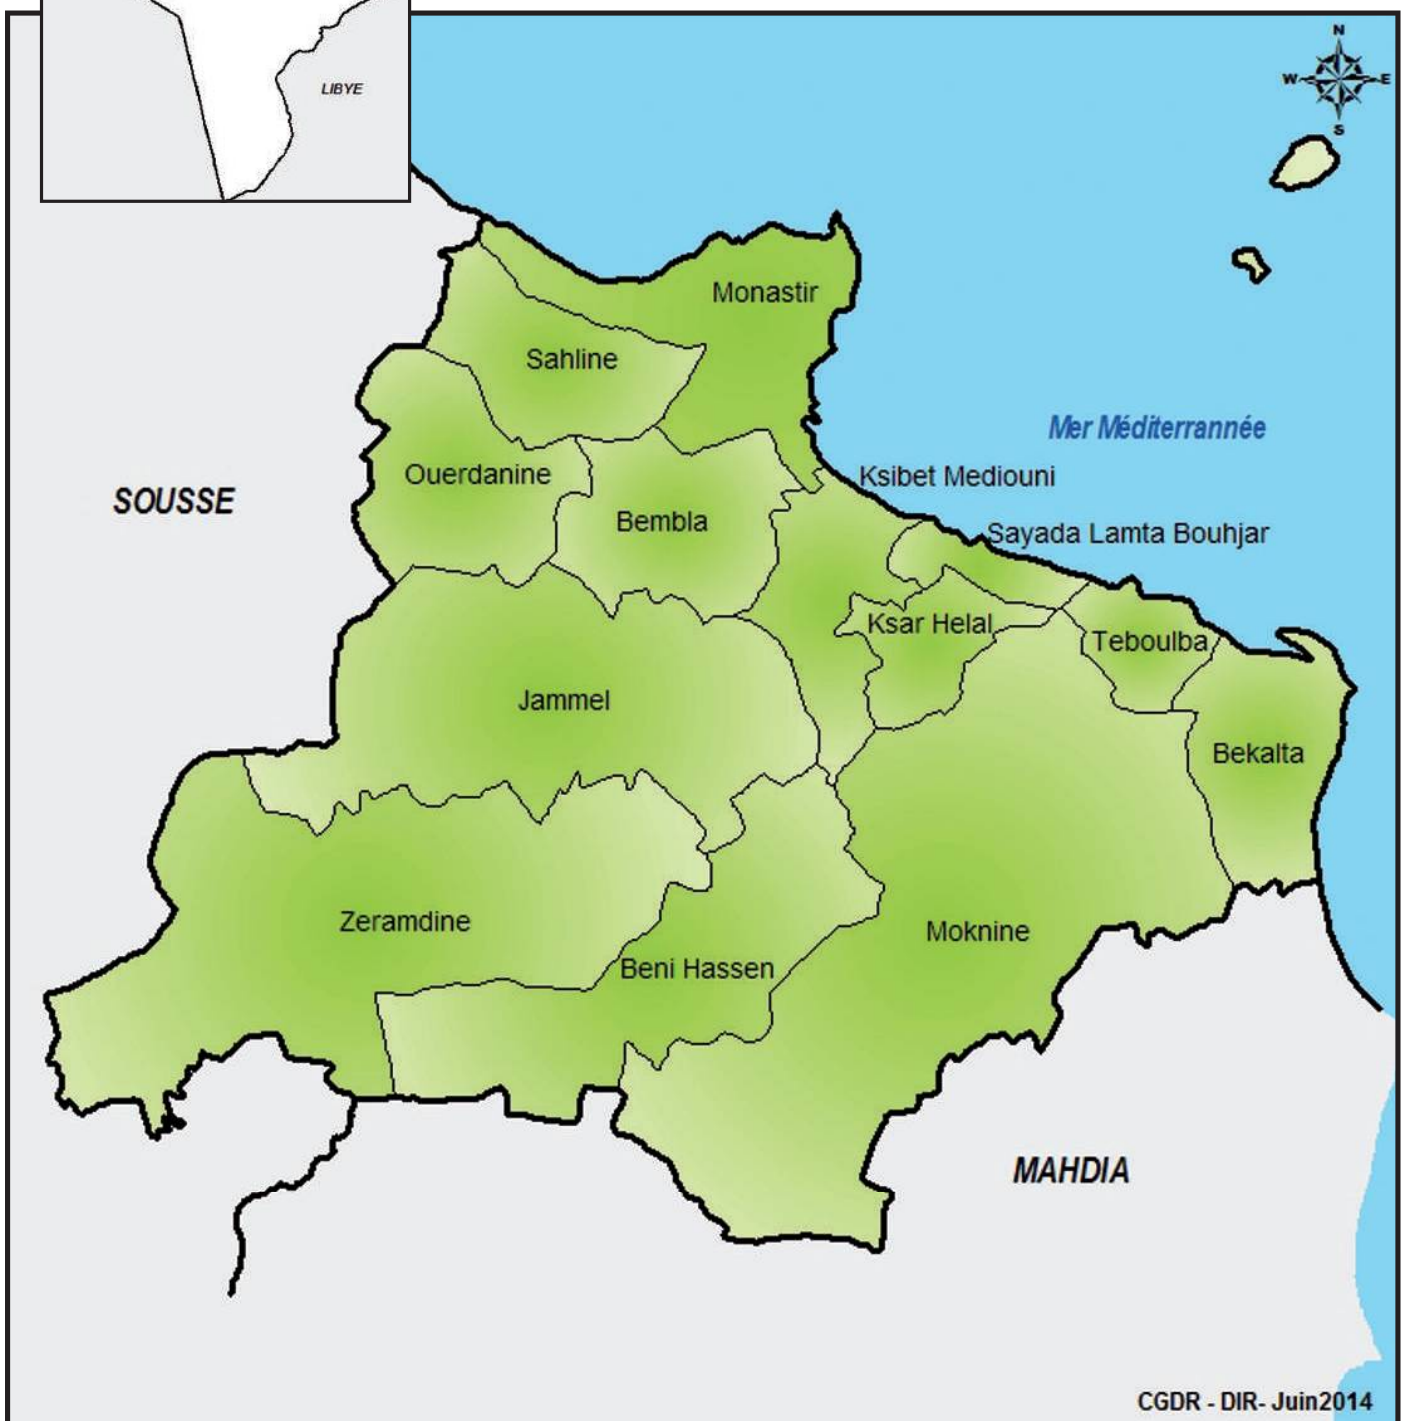 N
W E
S
LIBYE
Monastir
Sahline
Mer Méditerrannée
Ouerdanine
Ksibet Mediouni
SOUSSE
Bembla
Sayada Lamta Bouhjar
Ksar Helal
Teboulba
Jammel
Bekalta
Zeramdine
Moknine
Beni Hassen
MAHDIA
CGDR - DIR- Juin2014